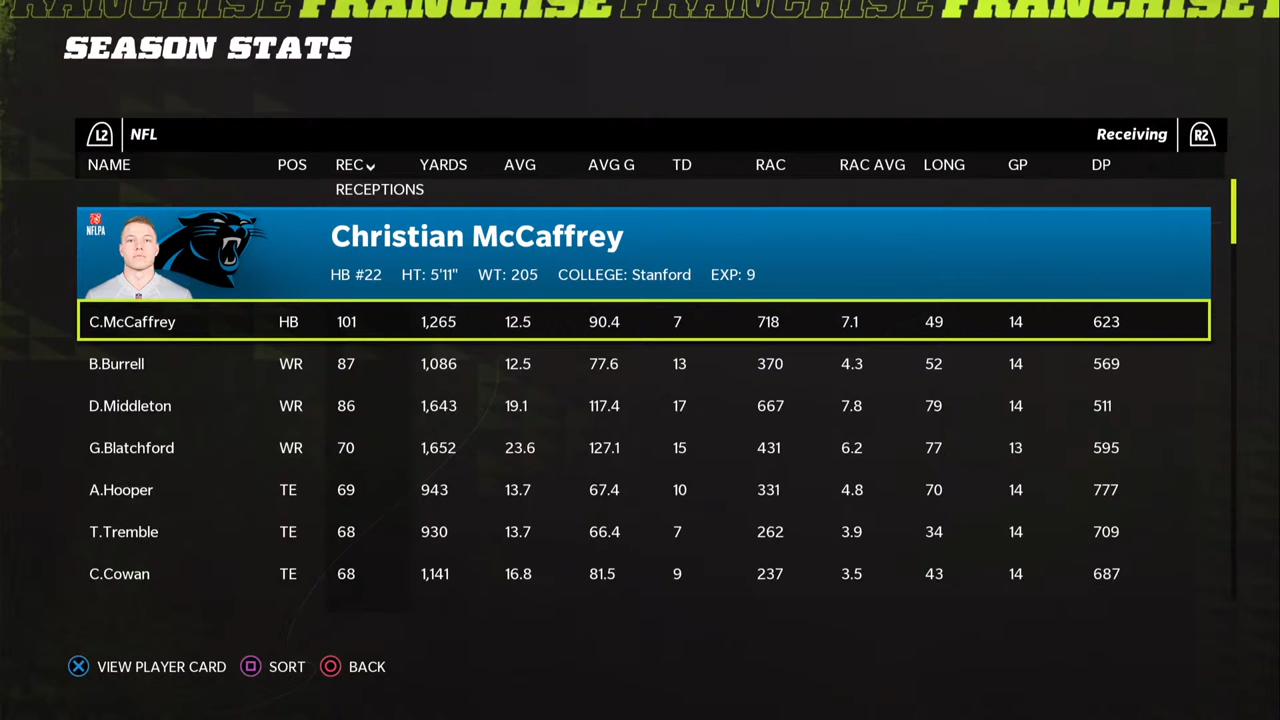 FRANCHISE FRANCHISE FRANCHISE FRANCHISE
SEASON STATS
L2 NFL Receiving R2
NAME POS REC YARDS AVG AVG G TD RAC RAC AVG LONG GP DP
RECEPTIONS
NFLPA
Christian McCaffrey
HB #22 HT: 5'11" WT: 205 COLLEGE: Stanford EXP: 9
C.McCaffrey HB 101 1,265 12.5 90.4 7 718 7.1 49 14 623
B.Burrell WR 87 1,086 12.5 77.6 13 370 4.3 52 14 569
D.Middleton WR 86 1,643 19.1 117.4 17 667 7.8 79 14 511
G.Blatchford WR 70 1,652 23.6 127.1 15 431 6.2 77 13 595
A.Hooper TE 69 943 13.7 67.4 10 331 4.8 70 14 777
T.Tremble TE 68 930 13.7 66.4 7 262 3.9 34 14 709
C.Cowan TE 68 1,141 16.8 81.5 9 237 3.5 43 14 687
VIEW PLAYER CARD SORT BACK